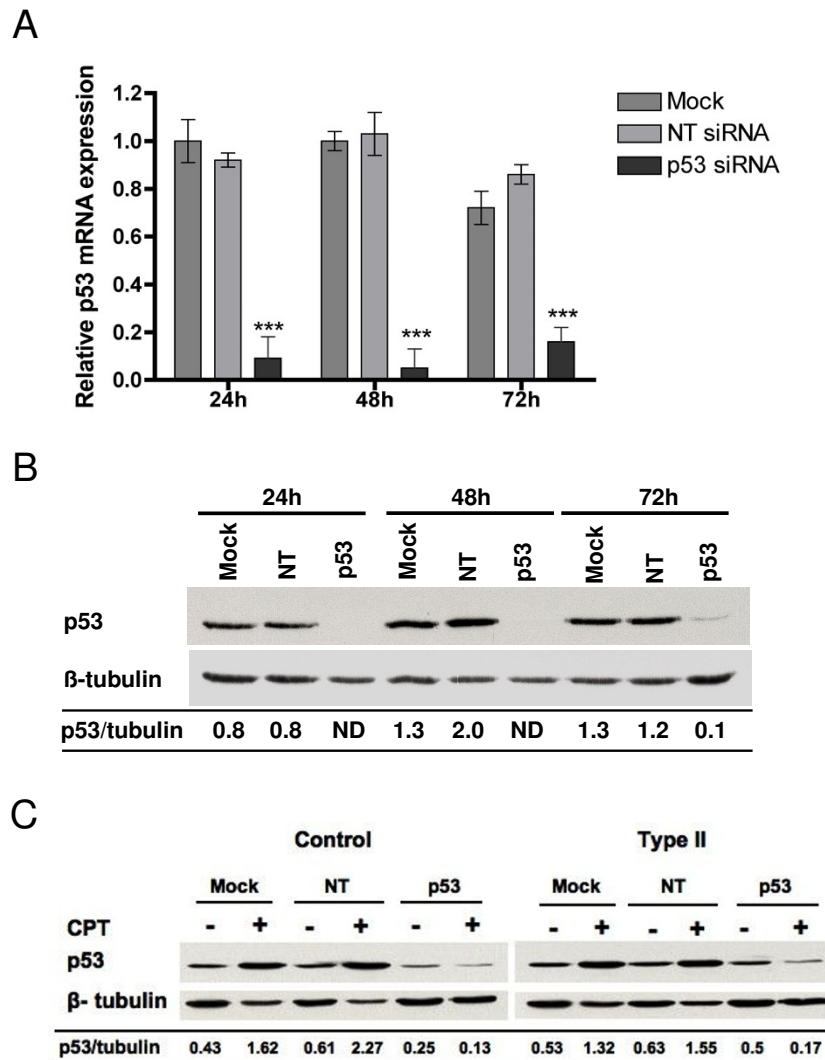 A
Relative p53 mRNA expression
1.2
1.0
0.8
0.6
0.4
0.2
0.0
*** *** ***
24h 48h 72h
Mock
NT siRNA
p53 siRNA
B
24h 48h 72h
Mock NT p53 Mock NT p53 Mock NT p53
p53
ß-tubulin
p53/tubulin 0.8 0.8 ND 1.3 2.0 ND 1.3 1.2 0.1
C
Control Type II
Mock NT p53 Mock NT p53
CPT - + - + - + - + - + - +
p53
β- tubulin
p53/tubulin 0.43 1.62 0.61 2.27 0.25 0.13 0.53 1.32 0.63 1.55 0.5 0.17